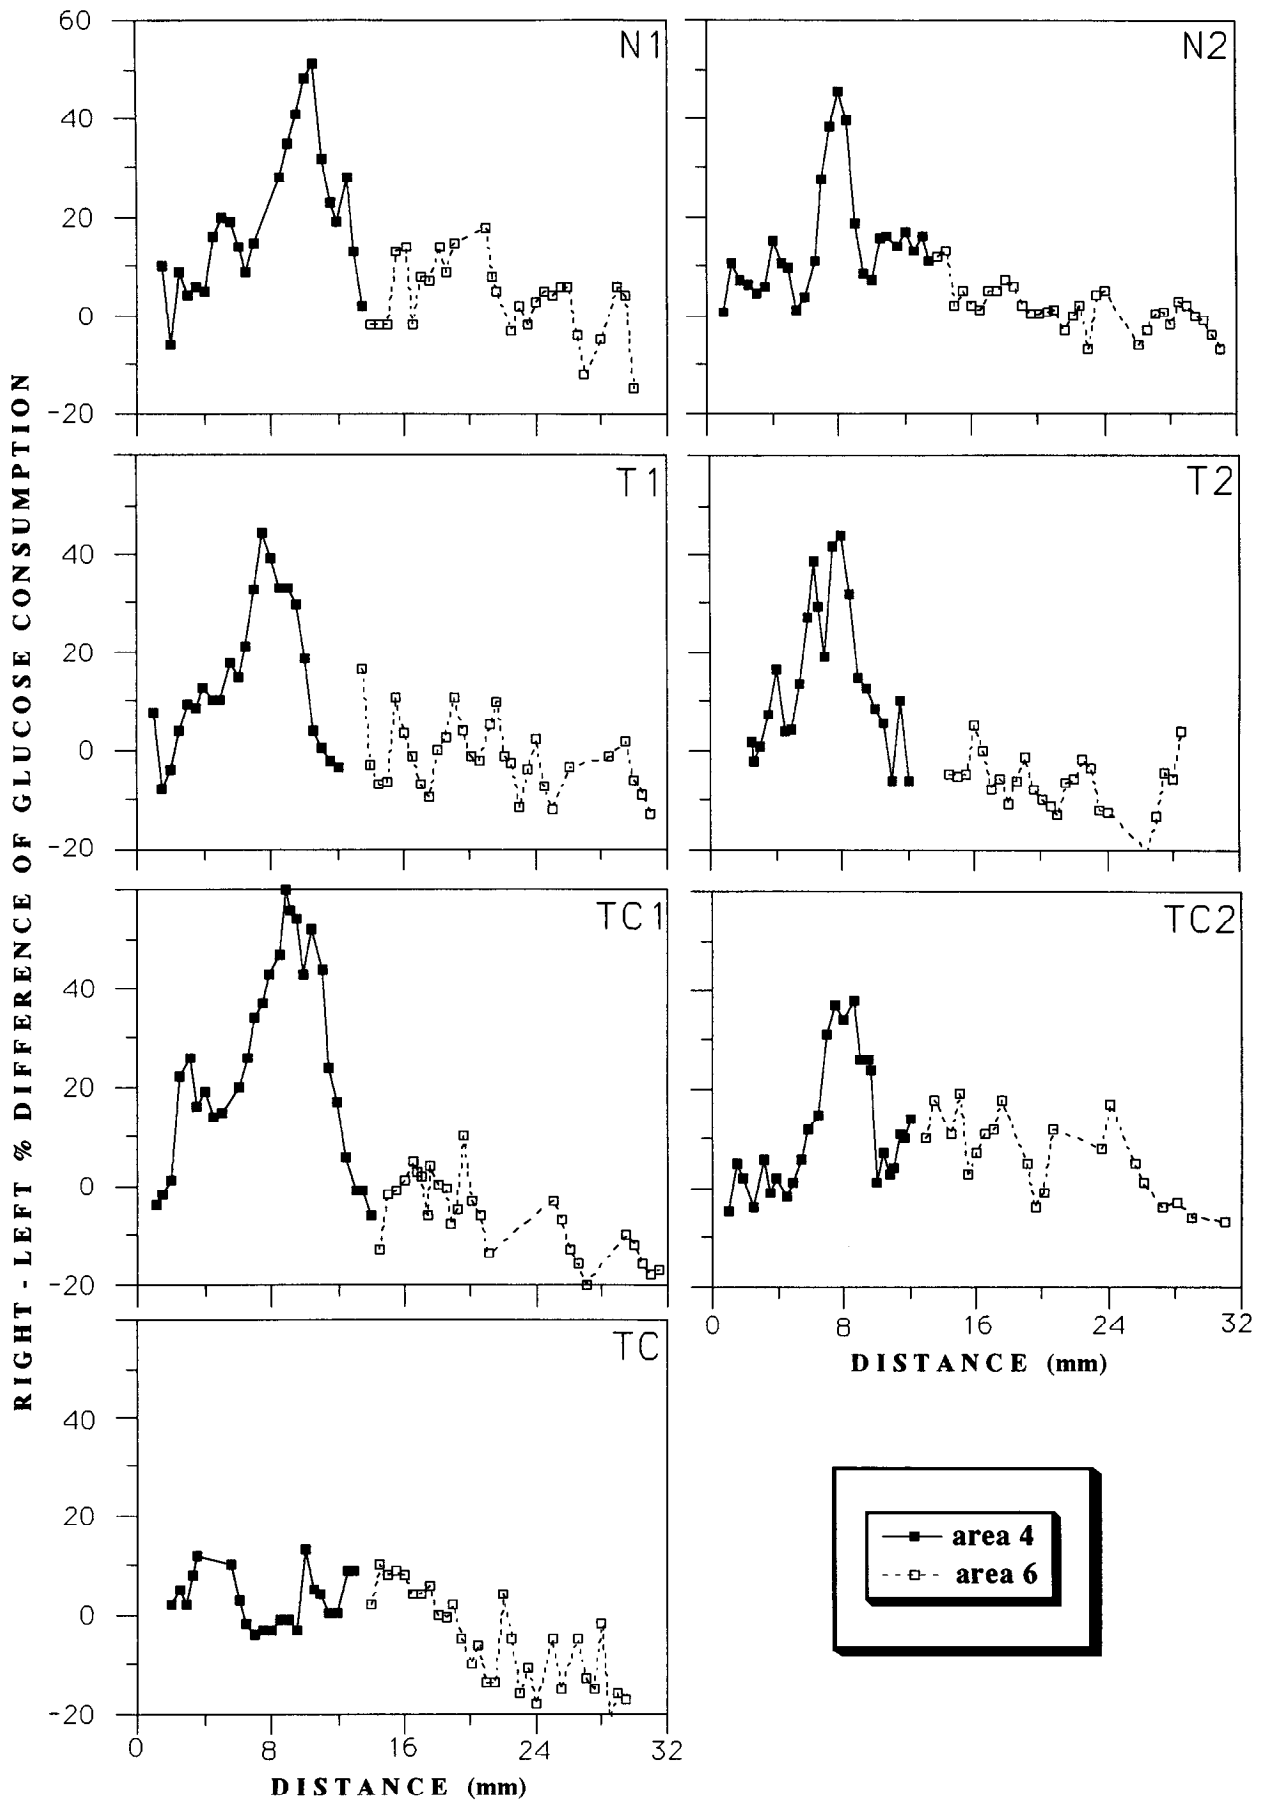 RIGHT - LEFT % DIFFERENCE OF GLUCOSE CONSUMPTION
60
40
20
0
-20
N1
N2
40
20
0
-20
T1
T2
40
20
0
-20
TC1
TC2
0 8 16 24 32
DISTANCE (mm)
40
20
0
-20
TC
0 8 16 24 32
DISTANCE (mm)
area 4
area 6